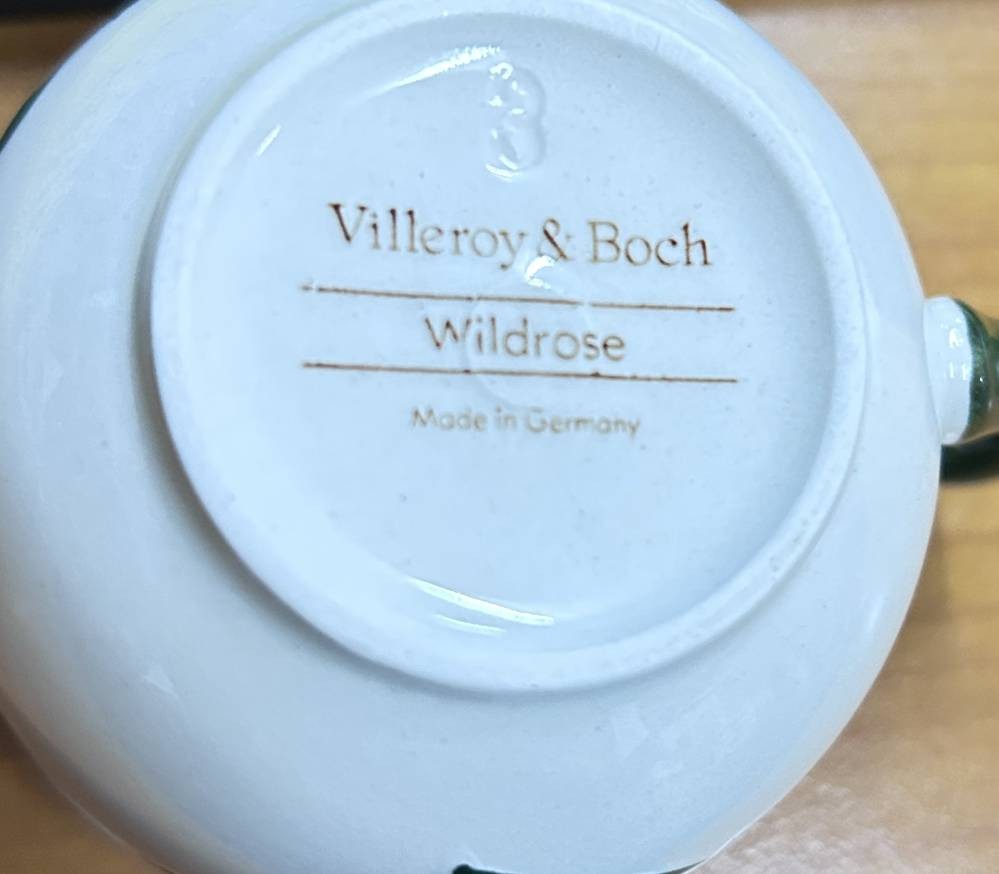 Villeroy & Boch
Wildrose
Made in Germany